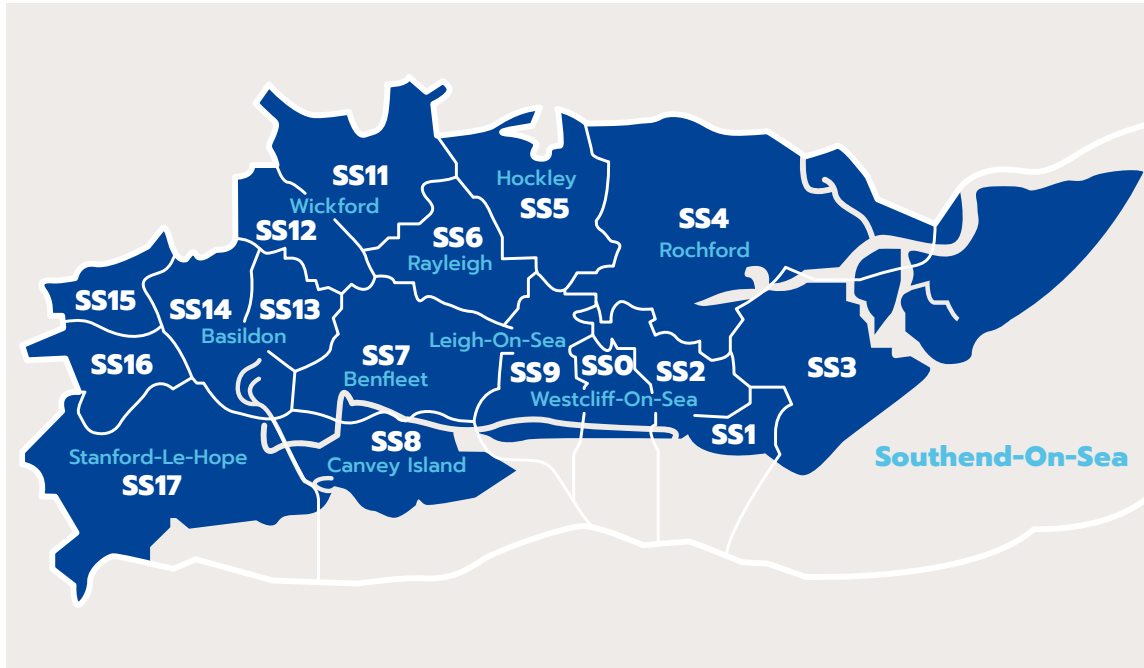 SS11
Wickford
Hockley
SS5
SS4
Rochford
SS12
SS6
Rayleigh
SS15
SS14
SS13
Basildon
SS16
SS7
Benfleet
Leigh-On-Sea
SS9
SS0
SS2
Westcliff-On-Sea
SS3
SS1
SS8
Canvey Island
Stanford-Le-Hope
SS17
Southend-On-Sea